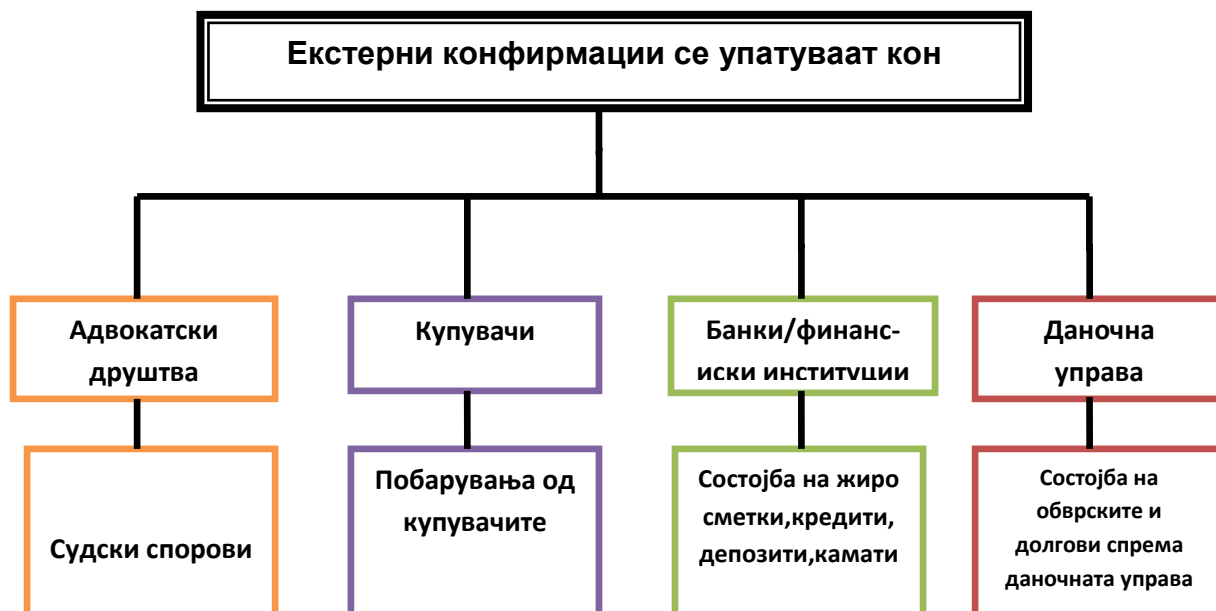 Екстерни конфирмации се упатуваат кон
Адвокатски
друштва
Купувачи
Банки/финанс-
иски институции
Даночна
управа
Судски спорови
Побарувања од
купувачите
Состојба на жиро
сметки,кредити,
депозити,камати
Состојба на
обврските и
долгови спрема
даночната управа